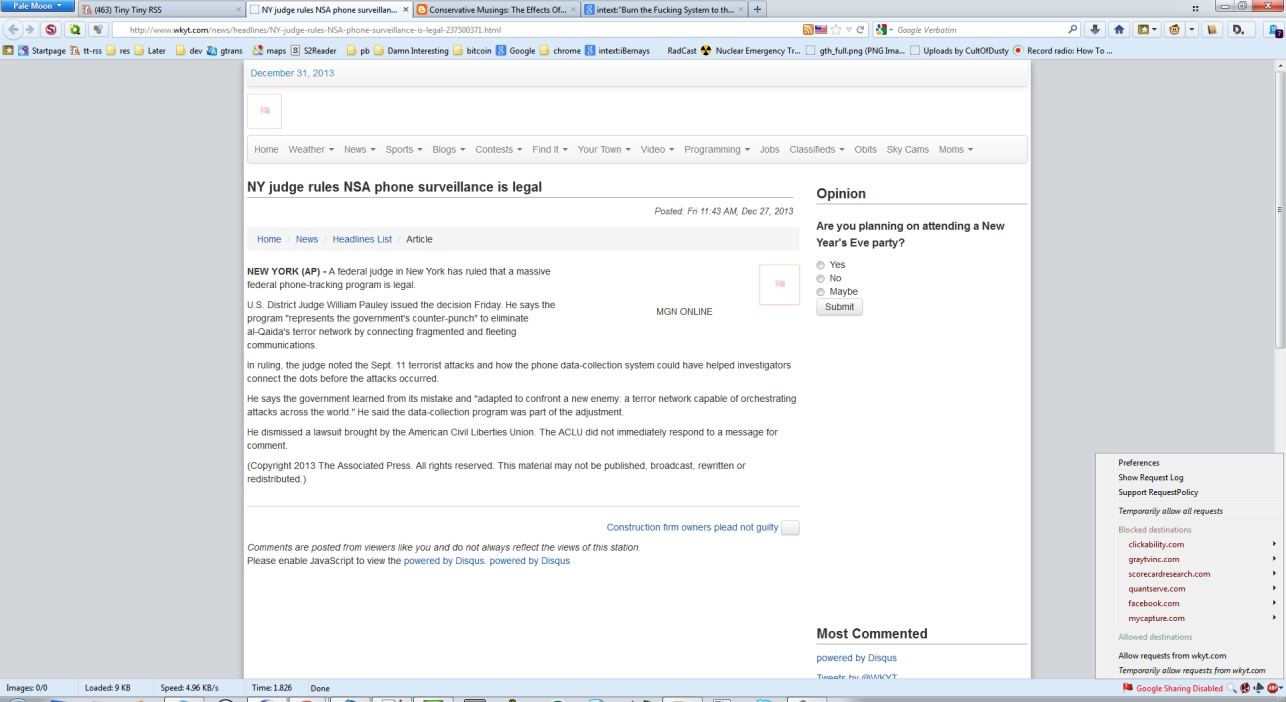 Pale Moon
(463) Tiny Tiny RSS
NY judge rules NSA phone surveillan...
Conservative Musings: The Effects Of...
intext:"Burn the Fucking System to th...
http://www.wkyt.com/news/headlines/NY-judge-rules-NSA-phone-surveillance-is-legal-237500371.html
Google Verbatim
Startpage tt-rss res Later dev gtrans maps S2Reader pb Damn Interesting bitcoin Google chrome intext:iBernays RadCast Nuclear Emergency Tr... gth_full.png (PNG Ima... Uploads by CultOfDusty Record radio: How To ...
December 31, 2013
Home Weather News Sports Blogs Contests Find It Your Town Video Programming Jobs Classifieds Obits Sky Cams Moms
NY judge rules NSA phone surveillance is legal
Posted: Fri 11:43 AM, Dec 27, 2013
Home / News / Headlines List / Article
NEW YORK (AP) - A federal judge in New York has ruled that a massive
federal phone-tracking program is legal.
U.S. District Judge William Pauley issued the decision Friday. He says the
program "represents the government's counter-punch" to eliminate
al-Qaida's terror network by connecting fragmented and fleeting
communications.
MGN ONLINE
In ruling, the judge noted the Sept. 11 terrorist attacks and how the phone data-collection system could have helped investigators
connect the dots before the attacks occurred.
He says the government learned from its mistake and "adapted to confront a new enemy: a terror network capable of orchestrating
attacks across the world." He said the data-collection program was part of the adjustment.
He dismissed a lawsuit brought by the American Civil Liberties Union. The ACLU did not immediately respond to a message for
comment.
(Copyright 2013 The Associated Press. All rights reserved. This material may not be published, broadcast, rewritten or
redistributed.)
Construction firm owners plead not guilty
Comments are posted from viewers like you and do not always reflect the views of this station.
Please enable JavaScript to view the powered by Disqus. powered by Disqus
Opinion
Are you planning on attending a New
Year's Eve party?
Yes
No
Maybe
Submit
Most Commented
powered by Disqus
Tweets by @WKYT
Preferences
Show Request Log
Support RequestPolicy
Temporarily allow all requests
Blocked destinations
clickability.com
graytvinc.com
scorecardresearch.com
quantserve.com
facebook.com
mycapture.com
Allowed destinations
Allow requests from wkyt.com
Temporarily allow requests from wkyt.com
Images: 0/0 Loaded: 9 KB Speed: 4.96 KB/s Time: 1.826 Done
Google Sharing Disabled